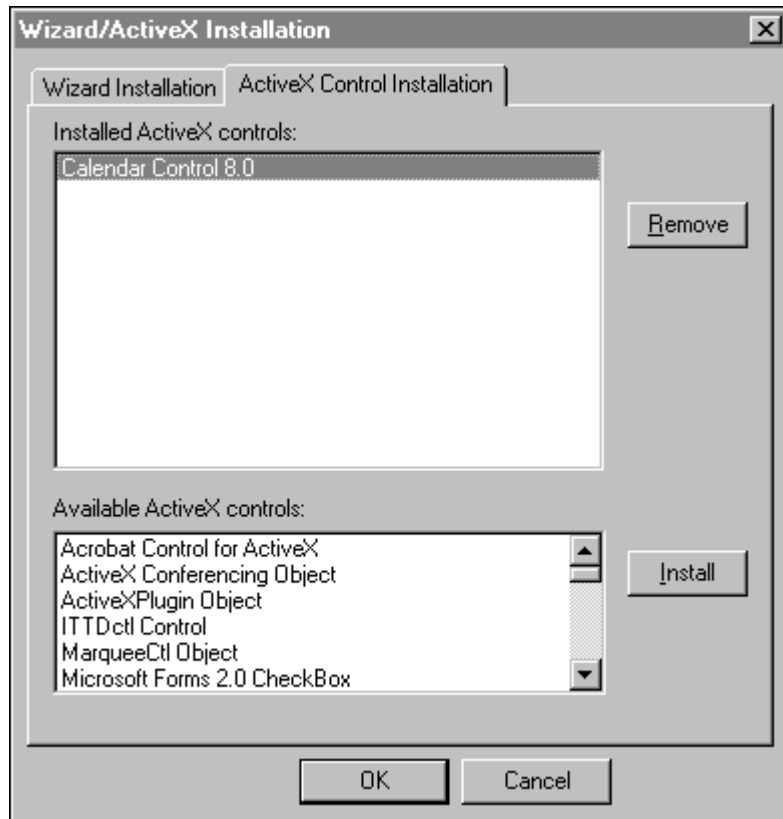 Wizard/ActiveX Installation
Wizard Installation
ActiveX Control Installation
Installed ActiveX controls:
Calendar Control 8.0
Remove
Available ActiveX controls:
Acrobat Control for ActiveX
ActiveX Conferencing Object
ActiveXPlugin Object
ITTDctl Control
MarqueeCtl Object
Microsoft Forms 2.0 CheckBox
Install
OK
Cancel